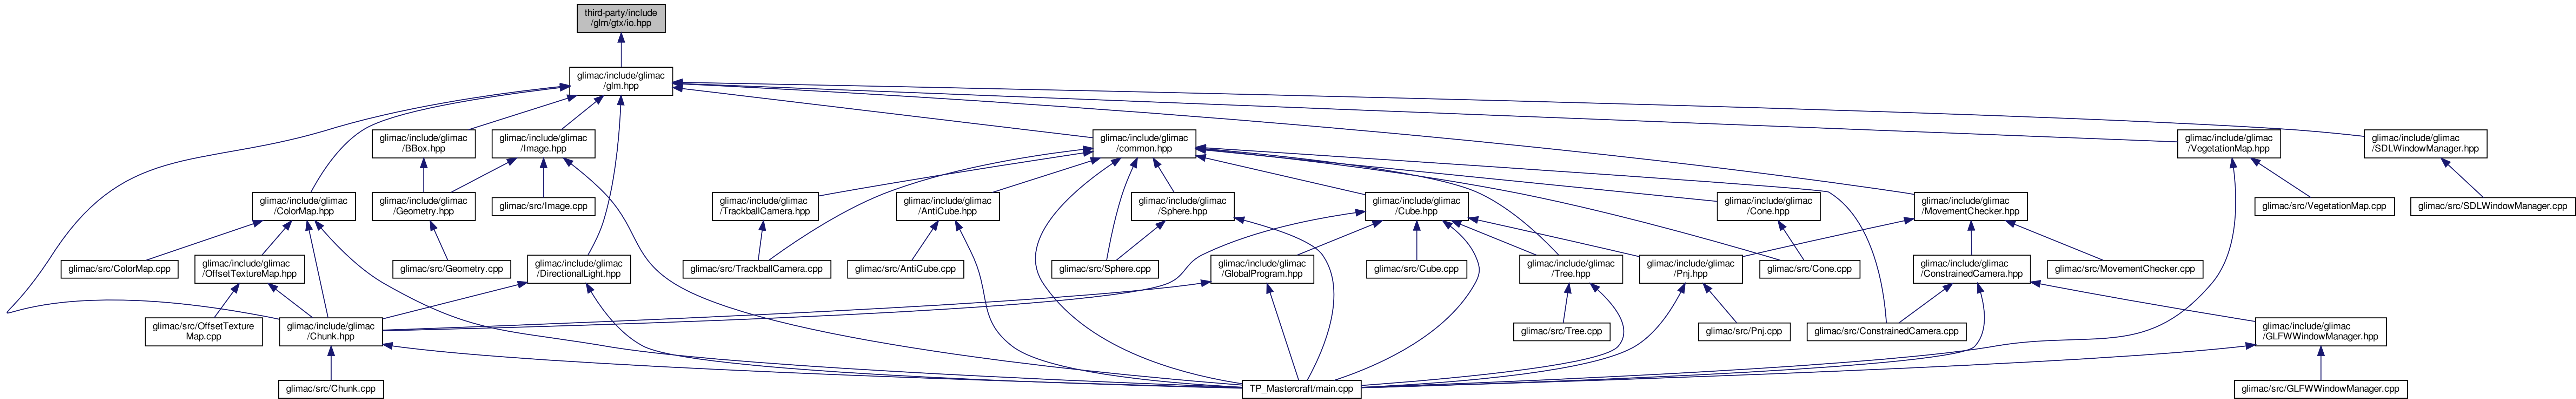 third-party/include
/glm/gtx/io.hpp
glimac/include/glimac
/glm.hpp
glimac/include/glimac
/BBox.hpp
glimac/include/glimac
/Image.hpp
glimac/include/glimac
/common.hpp
glimac/include/glimac
/VegetationMap.hpp
glimac/include/glimac
/SDLWindowManager.hpp
glimac/include/glimac
/ColorMap.hpp
glimac/include/glimac
/Geometry.hpp
glimac/src/Image.cpp
glimac/include/glimac
/TrackballCamera.hpp
glimac/include/glimac
/AntiCube.hpp
glimac/include/glimac
/Sphere.hpp
glimac/include/glimac
/Cube.hpp
glimac/include/glimac
/Cone.hpp
glimac/include/glimac
/MovementChecker.hpp
glimac/src/VegetationMap.cpp
glimac/src/SDLWindowManager.cpp
glimac/src/ColorMap.cpp
glimac/include/glimac
/OffsetTextureMap.hpp
glimac/src/Geometry.cpp
glimac/include/glimac
/DirectionalLight.hpp
glimac/src/TrackballCamera.cpp
glimac/src/AntiCube.cpp
glimac/src/Sphere.cpp
glimac/include/glimac
/GlobalProgram.hpp
glimac/src/Cube.cpp
glimac/include/glimac
/Tree.hpp
glimac/include/glimac
/Pnj.hpp
glimac/src/Cone.cpp
glimac/include/glimac
/ConstrainedCamera.hpp
glimac/src/MovementChecker.cpp
glimac/src/OffsetTexture
Map.cpp
glimac/include/glimac
/Chunk.hpp
glimac/src/Tree.cpp
glimac/src/Pnj.cpp
glimac/src/ConstrainedCamera.cpp
glimac/include/glimac
/GLFWWindowManager.hpp
glimac/src/Chunk.cpp
TP_Mastercraft/main.cpp
glimac/src/GLFWWindowManager.cpp